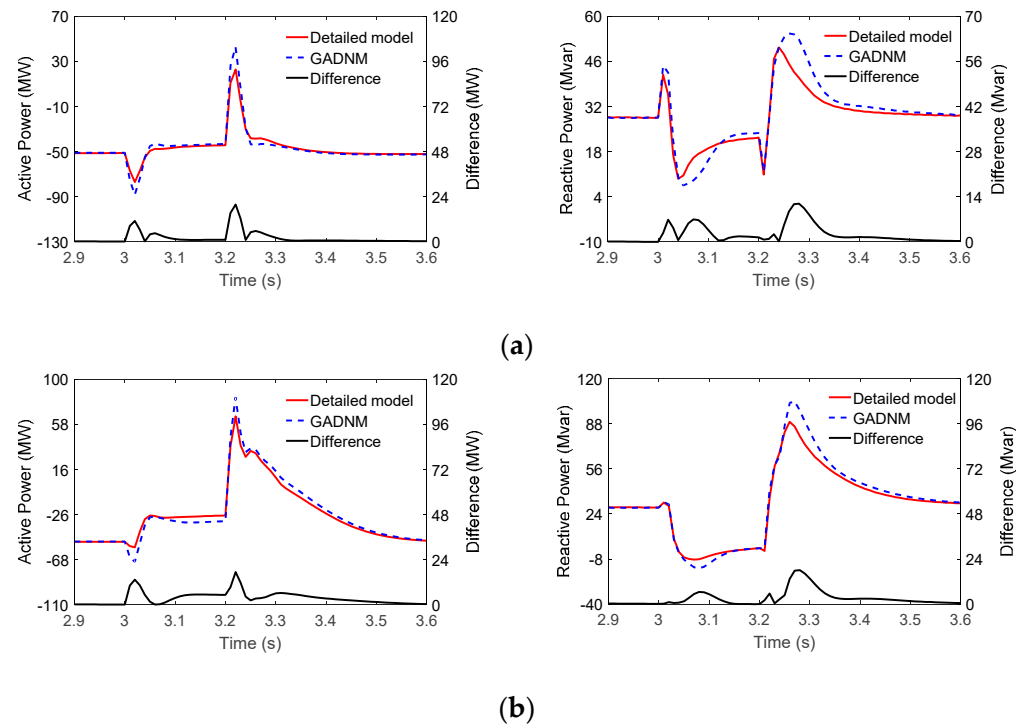 70 120
30 96
-10 72
-50 48
-90 24
-130 0
2.9 3 3.1 3.2 3.3 3.4 3.5 3.6
Time (s)
Active Power (MW)
Difference (MW)
Detailed model
GADNM
Difference
60 70
46 56
32 42
18 28
4 14
-10 0
2.9 3 3.1 3.2 3.3 3.4 3.5 3.6
Time (s)
Reactive Power (Mvar)
Difference (Mvar)
Detailed model
GADNM
Difference
(a)
100 120
58 96
16 72
-26 48
-68 24
-110 0
2.9 3 3.1 3.2 3.3 3.4 3.5 3.6
Time (s)
Active Power (MW)
Difference (MW)
Detailed model
GADNM
Difference
120 120
88 96
56 72
24 48
-8 24
-40 0
2.9 3 3.1 3.2 3.3 3.4 3.5 3.6
Time (s)
Reactive Power (Mvar)
Difference (Mvar)
Detailed model
GADNM
Difference
(b)